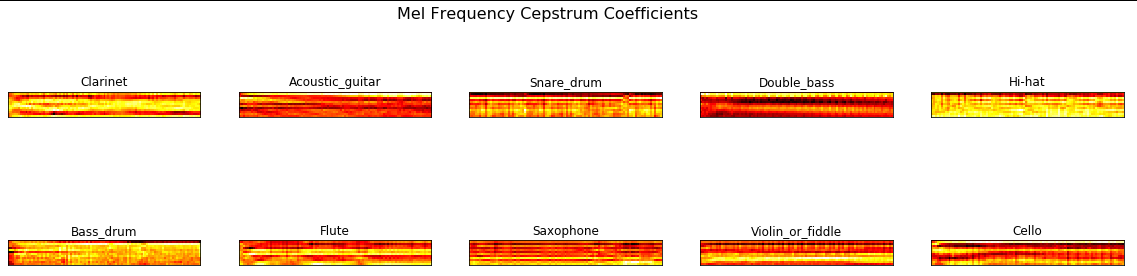 Mel Frequency Cepstrum Coefficients
Clarinet
Acoustic_guitar
Snare_drum
Double_bass
Hi-hat
Bass_drum
Flute
Saxophone
Violin_or_fiddle
Cello